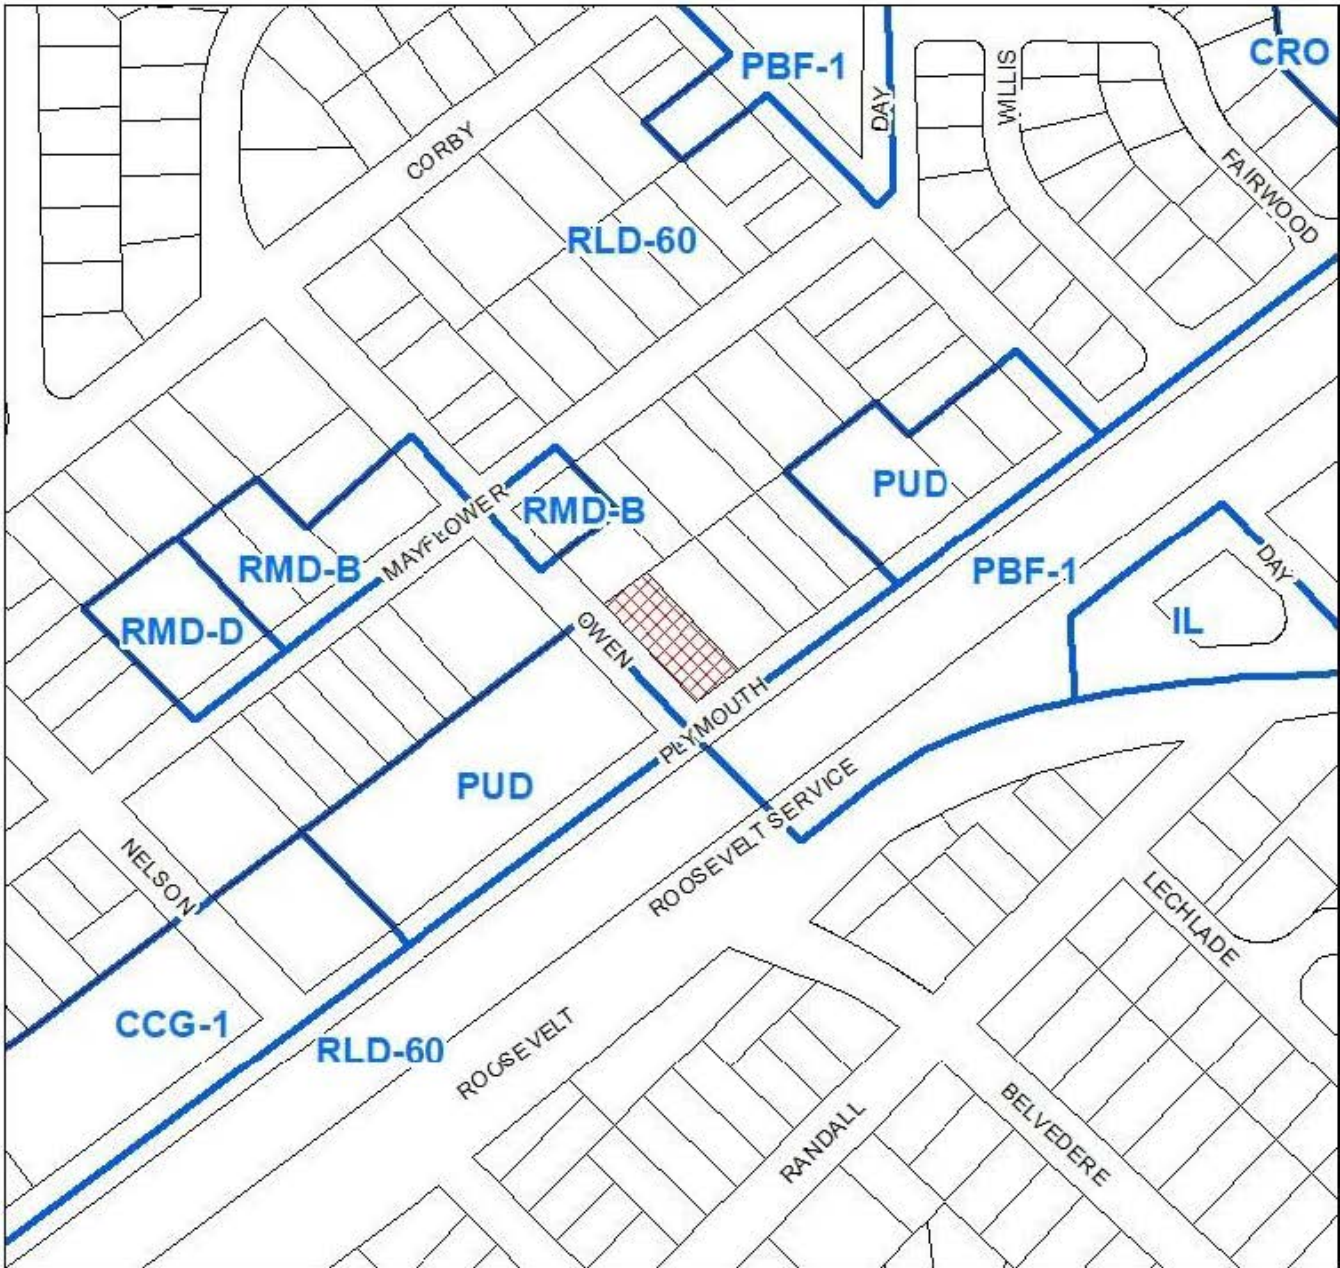 CRO
PBF-1
WILLIS
DAY
CORBY
FAIRWOOD
RLD-60
PUD
MAYFLOWER
RMD-B
RMD-B
PBF-1
DAY
RMD-D
IL
OWEN
PLYMOUTH
PUD
ROOSEVELT SERVICE
NELSON
LECHLADE
CCG-1
RLD-60
ROOSEVELT
BELVEDERE
RANDALL